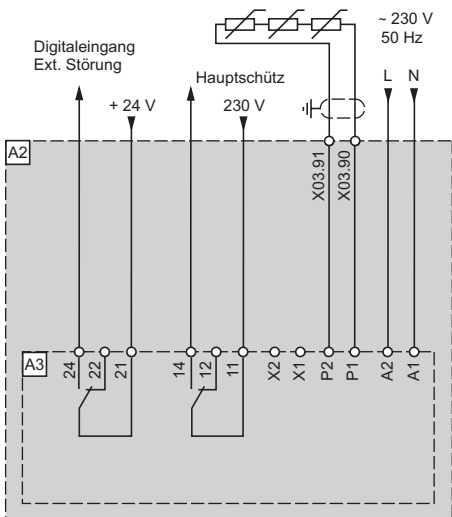 ~ 230 V
50 Hz
Digitaleingang
Ext. Störung
Hauptschütz
L N
+ 24 V
230 V
A2
X03.91
X03.90
A3
24
22
21
14
12
11
X2
X1
P2
P1
A2
A1